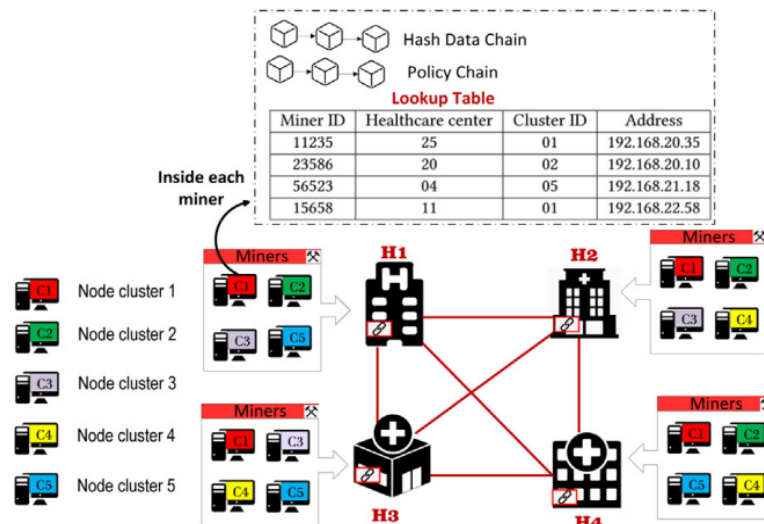 Hash Data Chain
Policy Chain
Lookup Table
Miner ID Healthcare center Cluster ID Address
11235 25 01 192.168.20.35
23586 20 02 192.168.20.10
56523 04 05 192.168.21.18
15658 11 01 192.168.22.58
Inside each
miner
Miners
C1 C2
C3 C5
H1
H2
Miners
C1 C2
C3 C4
C1 Node cluster 1
C2 Node cluster 2
C3 Node cluster 3
C4 Node cluster 4
C5 Node cluster 5
Miners
C1 C3
C4 C5
H3
H4
Miners
C1 C2
C5 C4